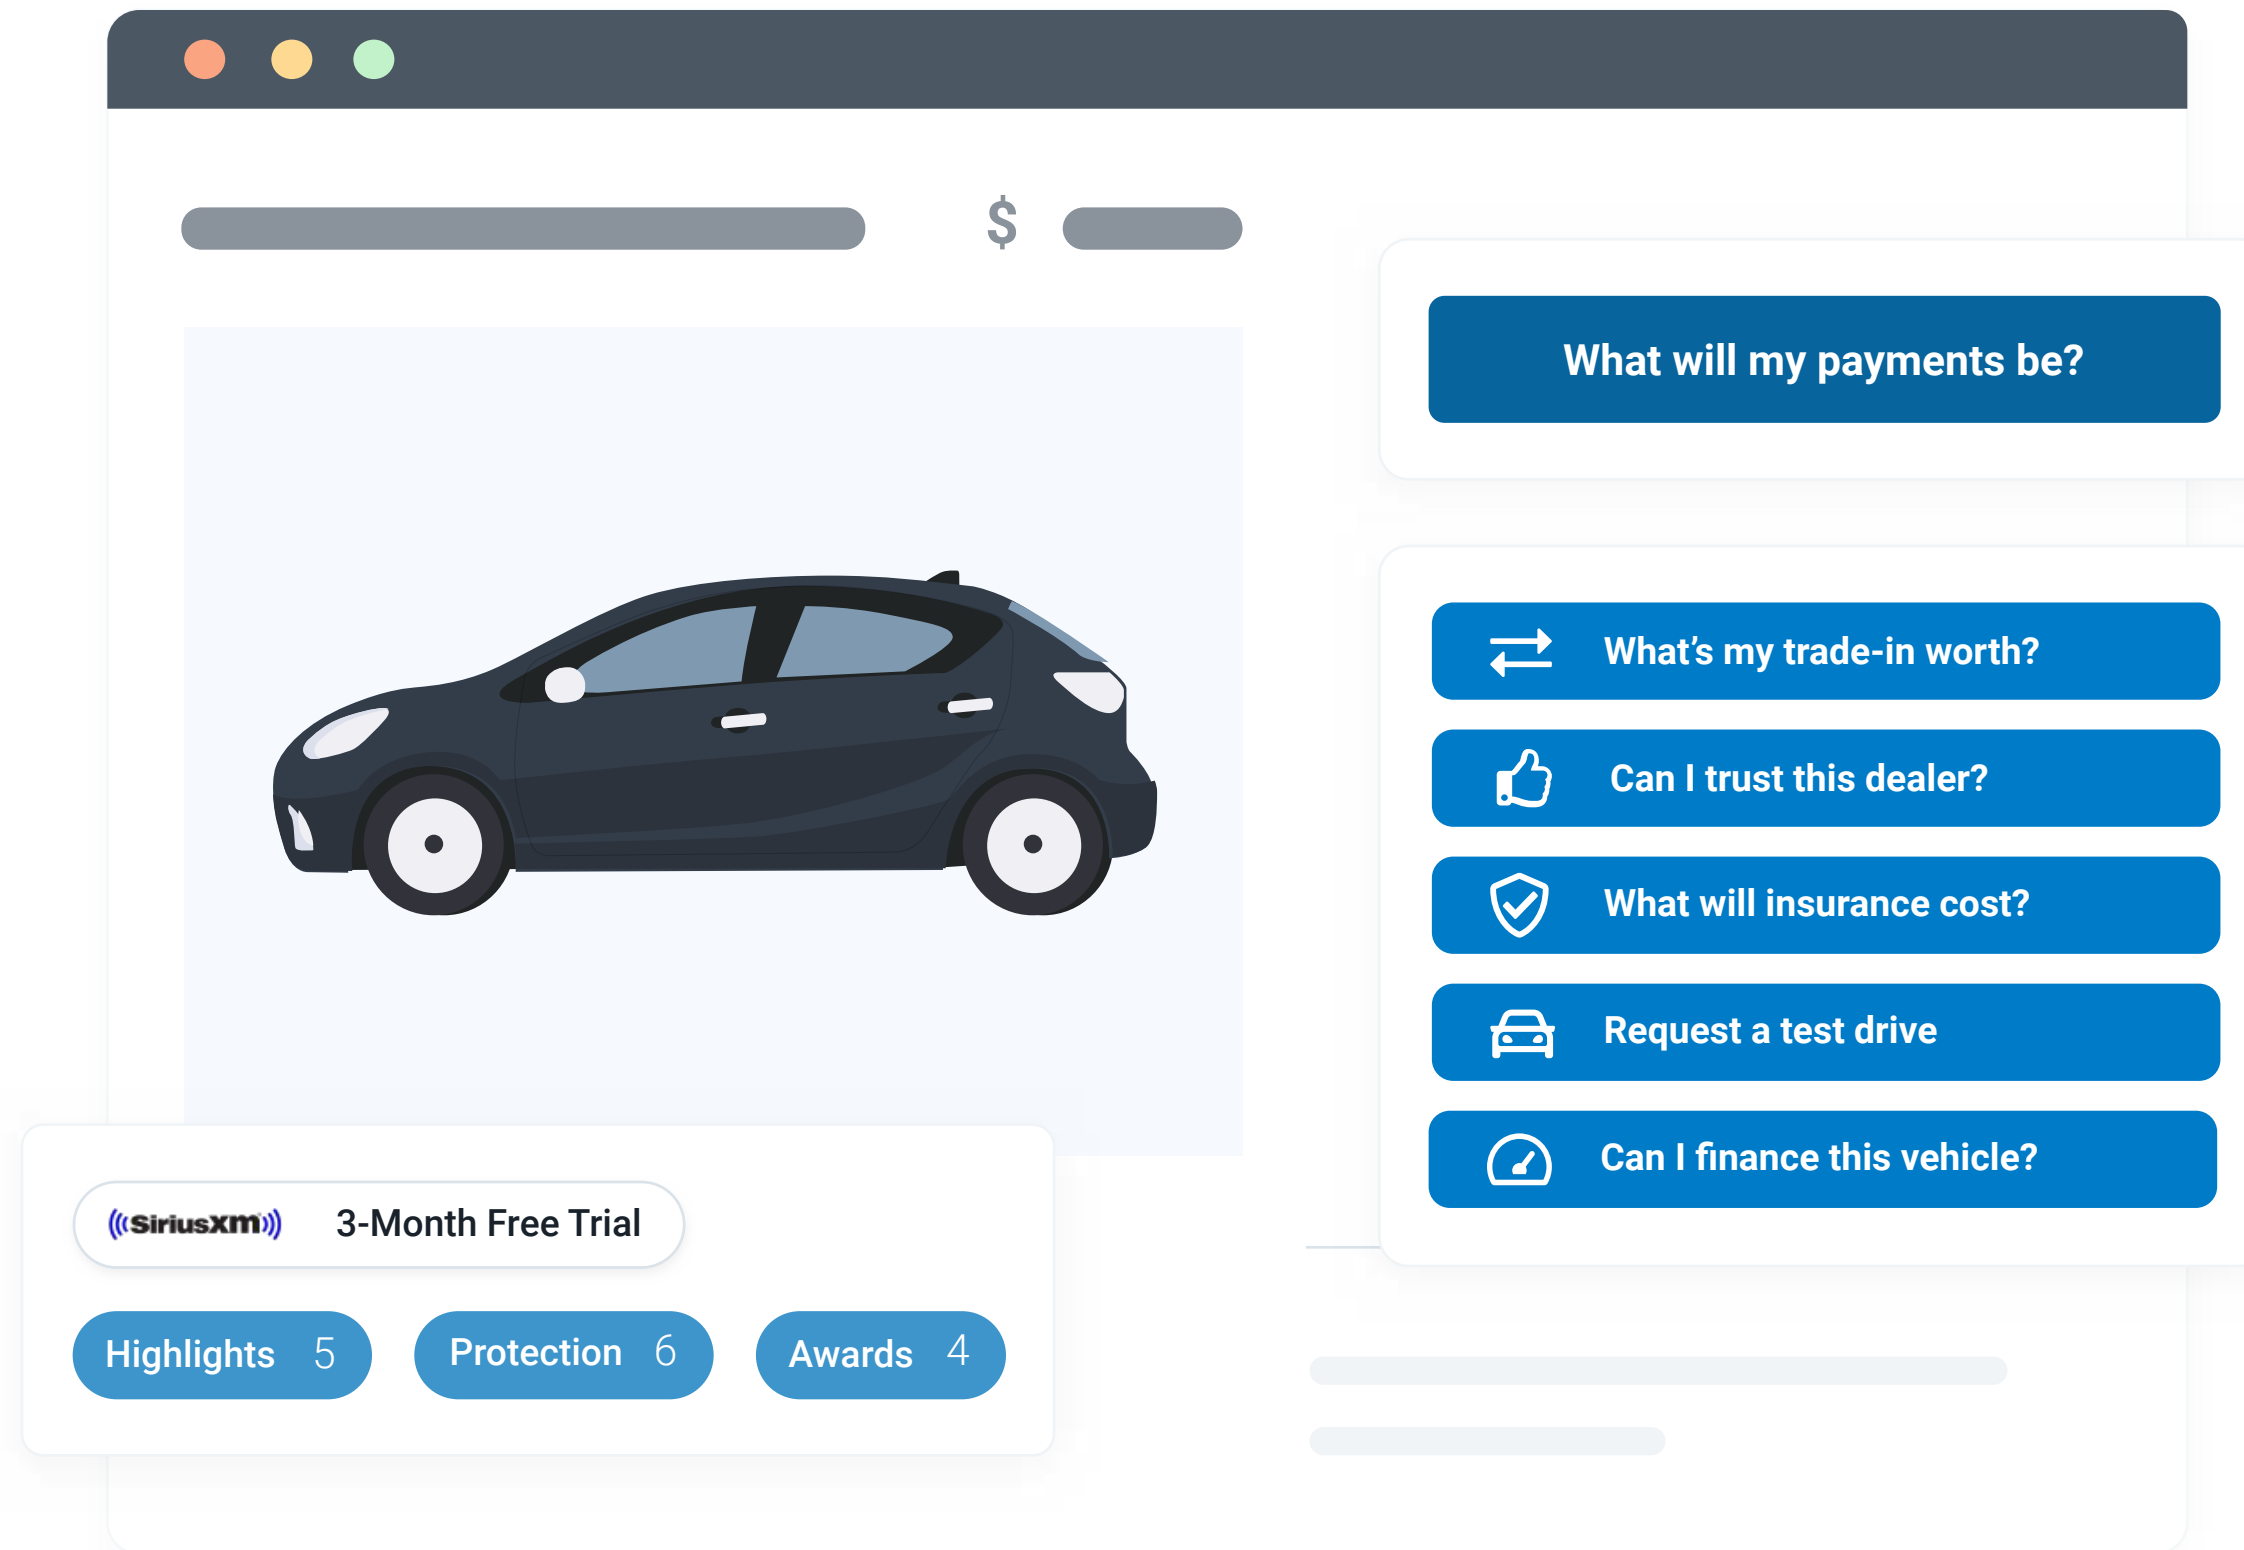 $
What will my payments be?
What’s my trade-in worth?
Can I trust this dealer?
What will insurance cost?
Request a test drive
Can I finance this vehicle?
SiriusXM 3-Month Free Trial
Highlights 5 Protection 6 Awards 4